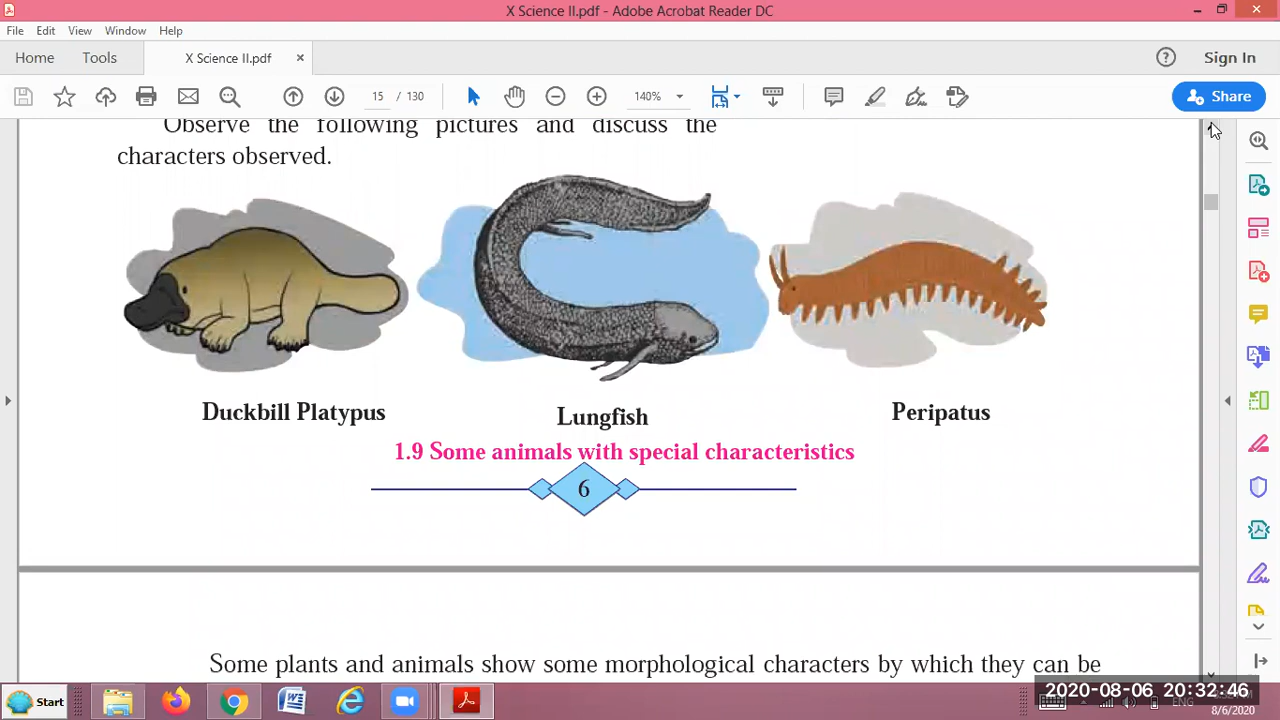 X Science II.pdf - Adobe Acrobat Reader DC
File Edit View Window Help
Home Tools X Science II.pdf × Sign In
15 / 130 140% Share
Observe the following pictures and discuss the
characters observed.
Duckbill Platypus Lungfish Peripatus
1.9 Some animals with special characteristics
6
Some plants and animals show some morphological characters by which they can be
Start
2020-08-06 20:32:46
ENG
8/6/2020